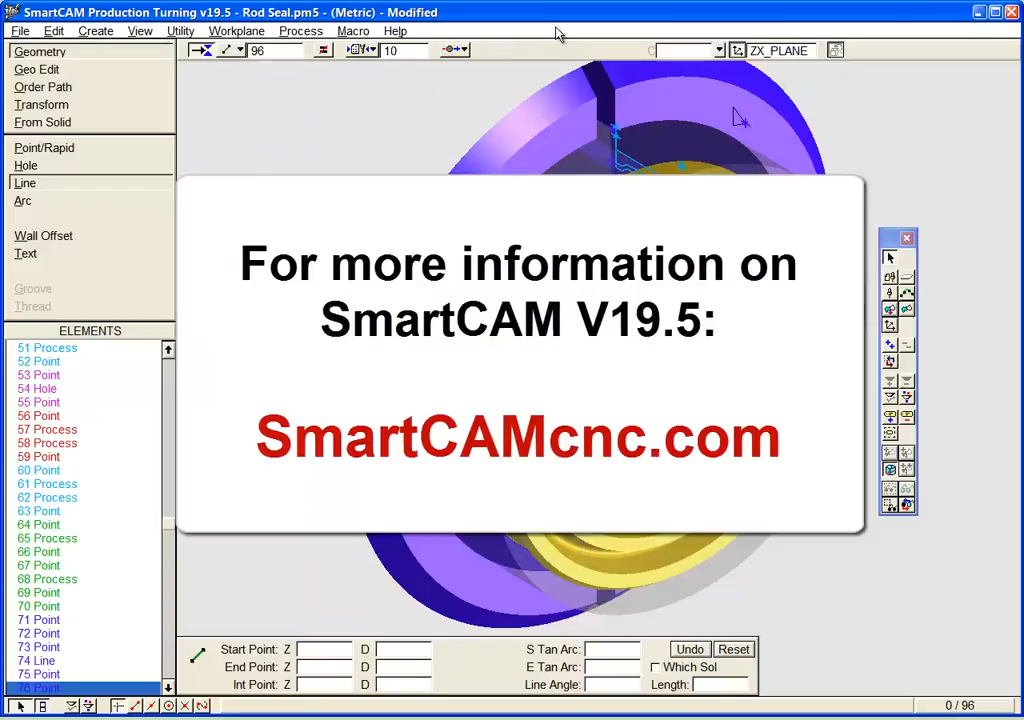 SmartCAM Production Turning v19.5 - Rod Seal.pm5 - (Metric) - Modified
File Edit Create View Utility Workplane Process Macro Help
Geometry
96
10
ZX_PLANE
Geo Edit
Order Path
Transform
From Solid
Point/Rapid
Hole
Line
Arc
Wall Offset
Text
Groove
Thread
For more information on
SmartCAM V19.5:
SmartCAMcnc.com
ELEMENTS
51 Process
52 Point
53 Point
54 Hole
55 Point
56 Point
57 Process
58 Process
59 Point
60 Point
61 Process
62 Process
63 Point
64 Point
65 Process
66 Point
67 Point
68 Process
69 Point
70 Point
71 Point
72 Point
73 Point
74 Line
75 Point
76 Point
Start Point: Z D S Tan Arc: Undo Reset
End Point: Z D E Tan Arc: Which Sol
Int Point: Z D Line Angle: Length:
0 / 96